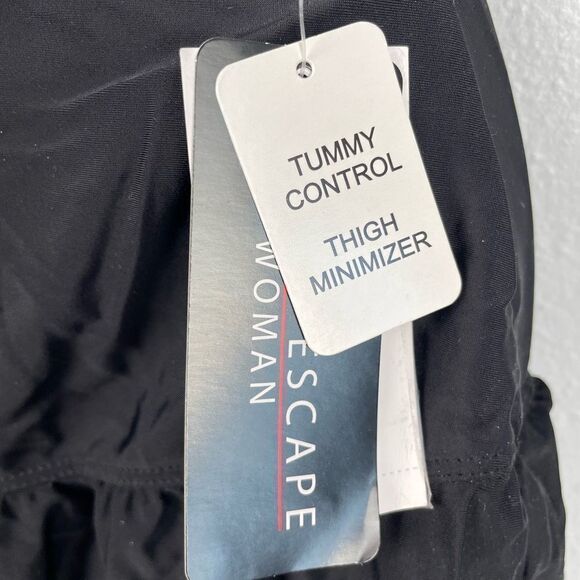 TUMMY
CONTROL
THIGH
MINIMIZER
ESCAPE
WOMAN